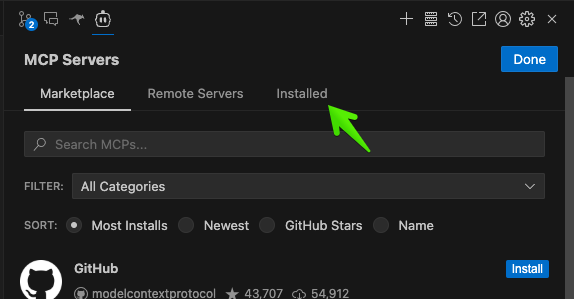 2
MCP Servers
Done
Marketplace Remote Servers Installed
Search MCPs...
FILTER: All Categories
SORT: Most Installs Newest GitHub Stars Name
GitHub
Install
modelcontextprotocol 43,707 54,912